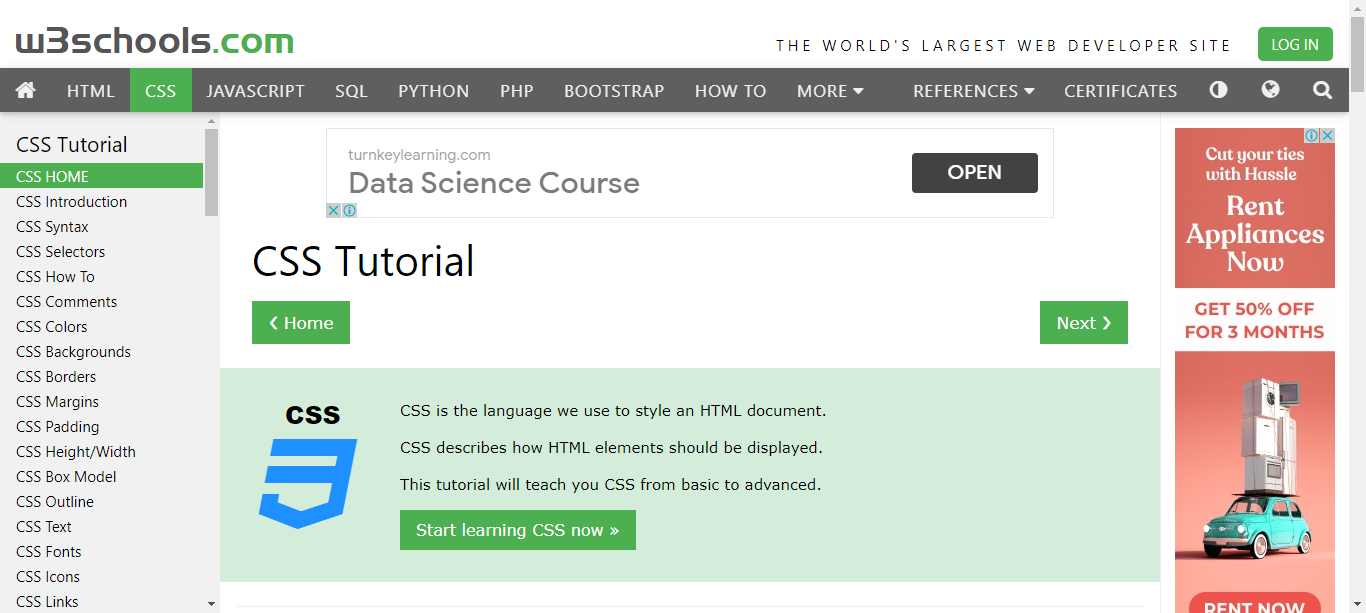 w3schools.com
THE WORLD'S LARGEST WEB DEVELOPER SITE
LOG IN
HTML CSS JAVASCRIPT SQL PYTHON PHP BOOTSTRAP HOW TO MORE REFERENCES CERTIFICATES
CSS Tutorial
CSS HOME
CSS Introduction
CSS Syntax
CSS Selectors
CSS How To
CSS Comments
CSS Colors
CSS Backgrounds
CSS Borders
CSS Margins
CSS Padding
CSS Height/Width
CSS Box Model
CSS Outline
CSS Text
CSS Fonts
CSS Icons
CSS Links
turnkeylearning.com
Data Science Course
OPEN
CSS Tutorial
❮ Home
Next ❯
CSS
CSS is the language we use to style an HTML document.
CSS describes how HTML elements should be displayed.
This tutorial will teach you CSS from basic to advanced.
Start learning CSS now »
Cut your ties
with Hassle
Rent
Appliances
Now
GET 50% OFF
FOR 3 MONTHS
RENT NOW